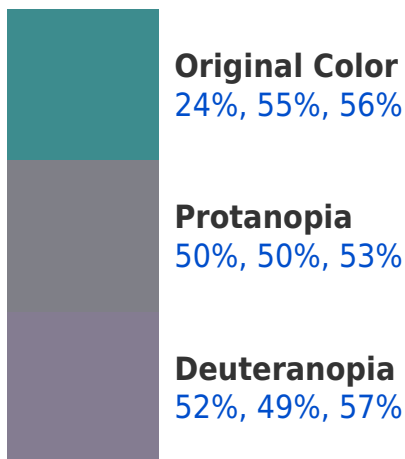 Original Color
24%, 55%, 56%
Protanopia
50%, 50%, 53%
Deuteranopia
52%, 49%, 57%